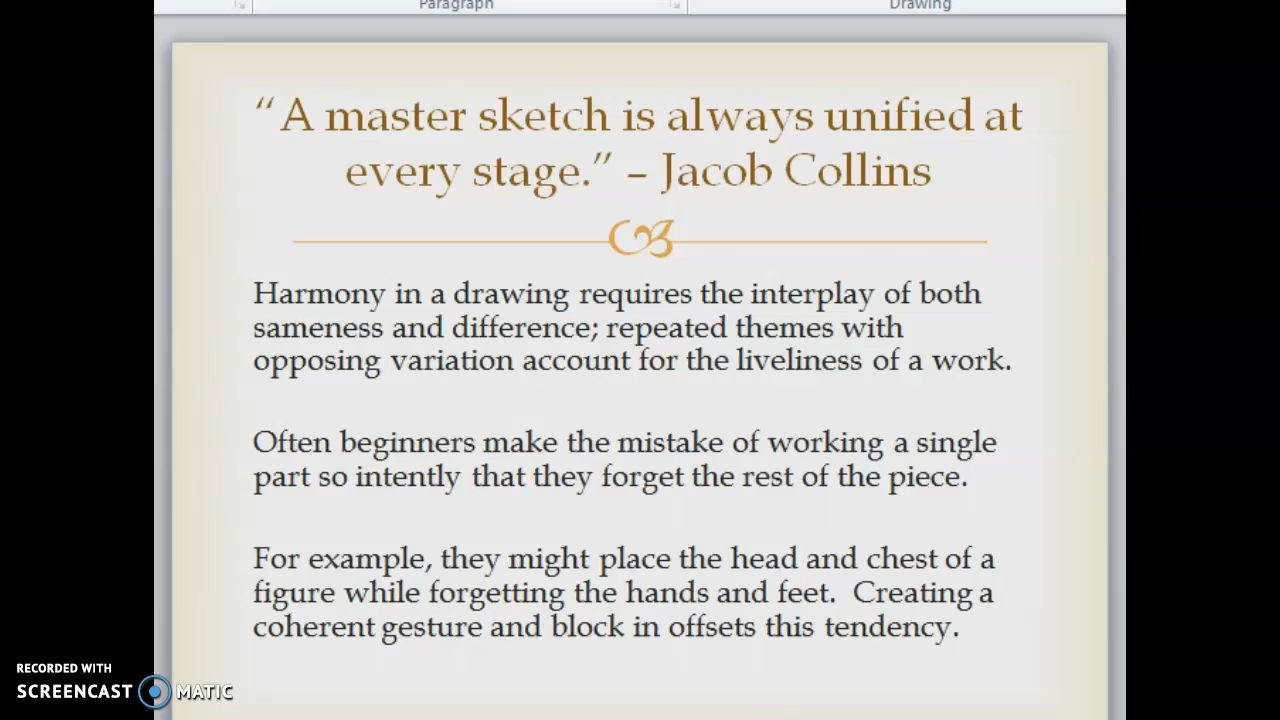 Paragraph
Drawing
“A master sketch is always unified at
every stage.” – Jacob Collins
Harmony in a drawing requires the interplay of both
sameness and difference; repeated themes with
opposing variation account for the liveliness of a work.
Often beginners make the mistake of working a single
part so intently that they forget the rest of the piece.
For example, they might place the head and chest of a
figure while forgetting the hands and feet.  Creating a
coherent gesture and block in offsets this tendency.
RECORDED WITH
SCREENCAST MATIC